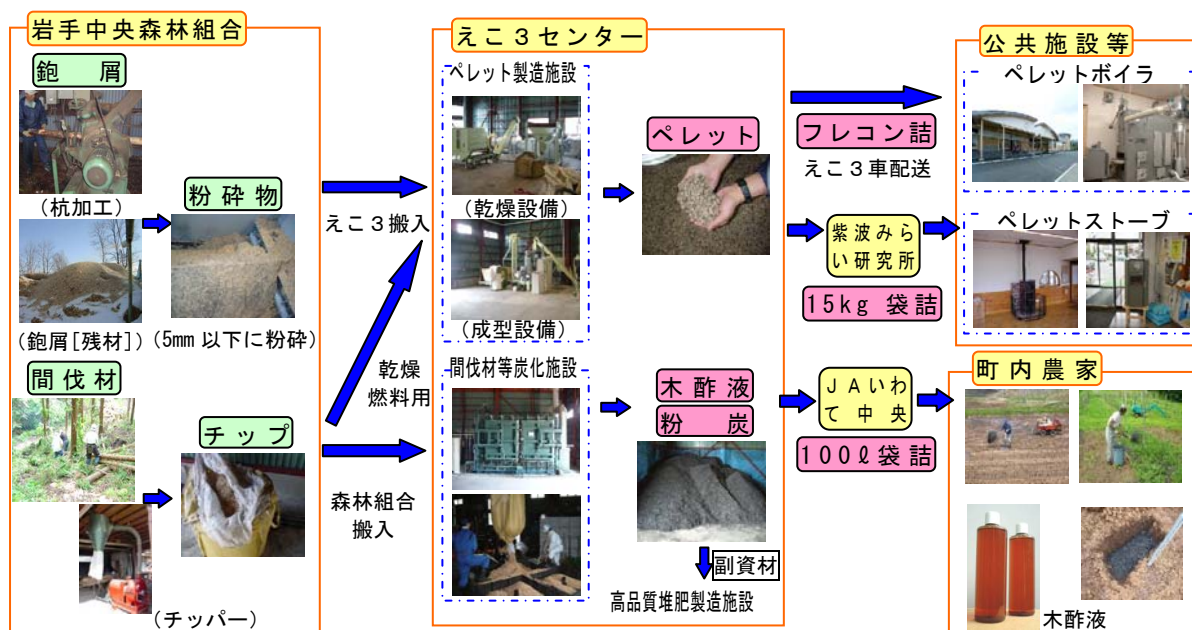 岩手中央森林組合
鉋屑
(杭加工)
粉砕物
(鉋屑[残材])
(5mm以下に粉砕)
間伐材
チップ
(チッパー)
えこ3搬入
乾燥
燃料用
森林組合
搬入
えこ3センター
ペレット製造施設
(乾燥設備)
(成型設備)
ペレット
間伐材等炭化施設
木酢液
粉炭
副資材
高品質堆肥製造施設
フレコン詰
えこ3車配送
紫波みら
い研究所
15kg 袋詰
JAいわ
て中央
100ℓ袋詰
公共施設等
ペレットボイラ
ペレットストーブ
町内農家
木酢液